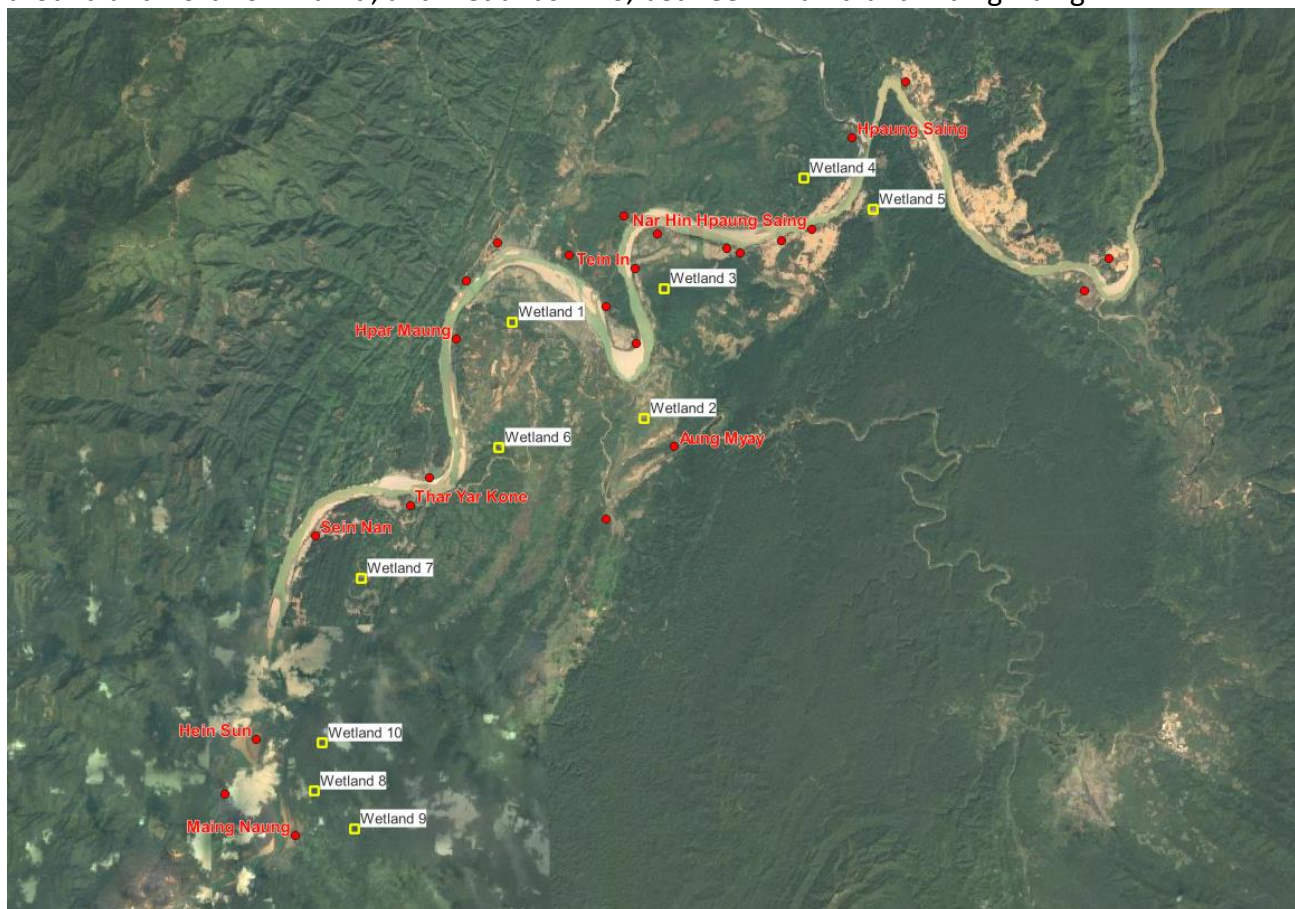 Hpaung Saing
Wetland 4
Wetland 5
Nar Hin Hpaung Saing
Tein In
Wetland 3
Wetland 1
Hpar Maung
Wetland 2
Aung Myay
Wetland 6
Thar Yar Kone
Sein Nan
Wetland 7
Hein Sun
Wetland 10
Wetland 8
Wetland 9
Maing Naung